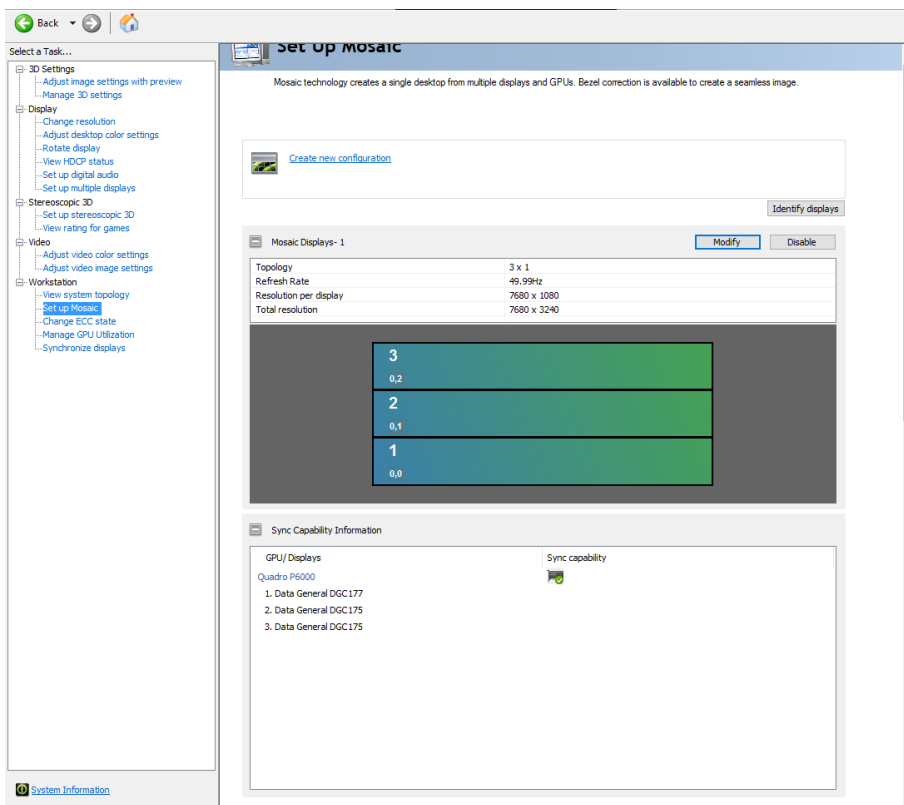 Back
Select a Task...
3D Settings
Adjust image settings with preview
Manage 3D settings
Display
Change resolution
Adjust desktop color settings
Rotate display
View HDCP status
Set up digital audio
Set up multiple displays
Stereoscopic 3D
Set up stereoscopic 3D
View rating for games
Video
Adjust video color settings
Adjust video image settings
Workstation
View system topology
Set up Mosaic
Change ECC state
Manage GPU Utilization
Synchronize displays
System Information
Set Up Mosaic
Mosaic technology creates a single desktop from multiple displays and GPUs. Bezel correction is available to create a seamless image.
Create new configuration
Identify displays
Mosaic Displays- 1 Modify Disable
Topology 3 x 1
Refresh Rate 49.99Hz
Resolution per display 7680 x 1080
Total resolution 7680 x 3240
3
0,2
2
0,1
1
0,0
Sync Capability Information
GPU/Displays Sync capability
Quadro P6000
1. Data General DGC177
2. Data General DGC175
3. Data General DGC175